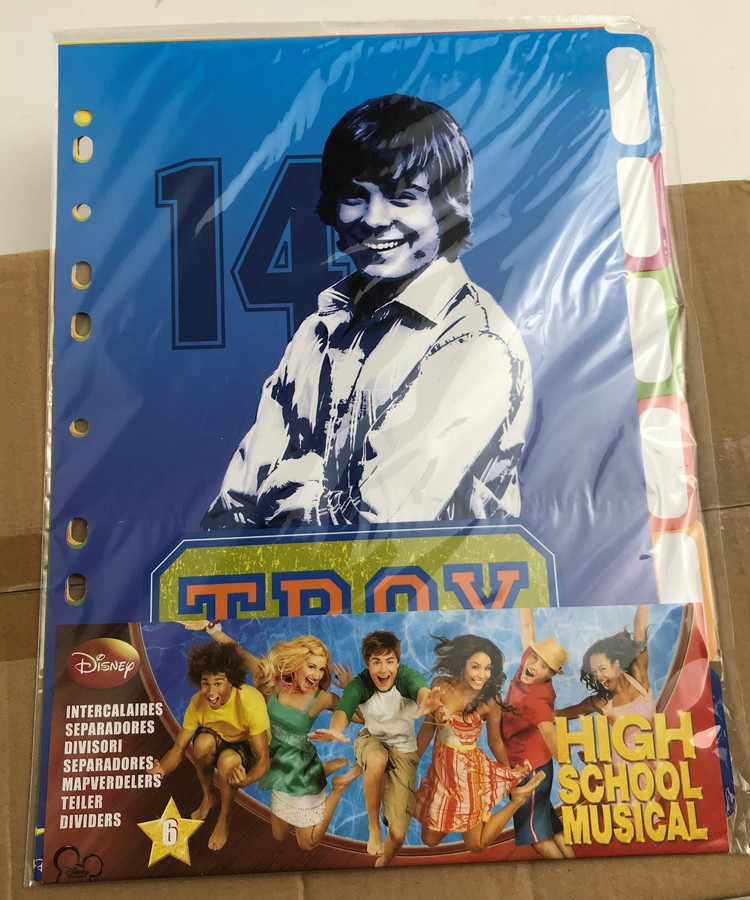 14
TROY
Disney
INTERCALAIRES
SEPARADORES
DIVISORI
SEPARADORES
MAPVERDELERS
TEILER
DIVIDERS
6
HIGH
SCHOOL
MUSICAL